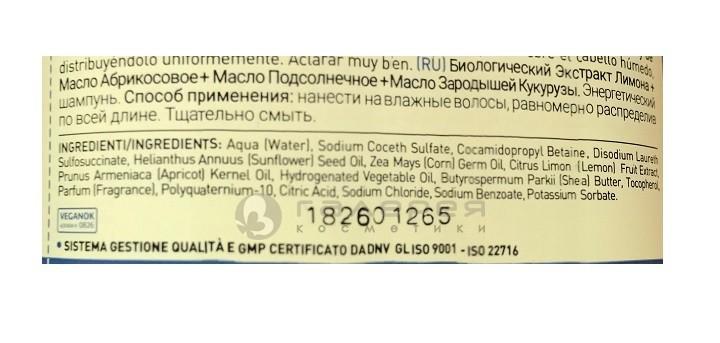 distribuyéndolo uniformemente. Aclarar muy bien. (RU) Биологический Экстракт Лимона +
Масло Абрикосовое + Масло Подсолнечное + Масло Зародышей Кукурузы. Энергетический
шампунь. Способ применения: нанести на влажные волосы, равномерно распределив
по всей длине. Тщательно смыть.
INGREDIENTI/INGREDIENTS: Aqua (Water), Sodium Coceth Sulfate, Cocamidopropyl Betaine, Disodium Laureth
Sulfosuccinate, Helianthus Annuus (Sunflower) Seed Oil, Zea Mays (Corn) Germ Oil, Citrus Limon (Lemon) Fruit Extract,
Prunus Armeniaca (Apricot) Kernel Oil, Hydrogenated Vegetable Oil, Butyrospermum Parkii (Shea) Butter, Tocopherol,
Parfum (Fragrance), Polyquaternium-10, Citric Acid, Sodium Chloride, Sodium Benzoate, Potassium Sorbate.
VEGANOK
галерея
182601265
косметики
• SISTEMA GESTIONE QUALITÀ E GMP CERTIFICATO DADNV GL ISO 9001 - ISO 22716